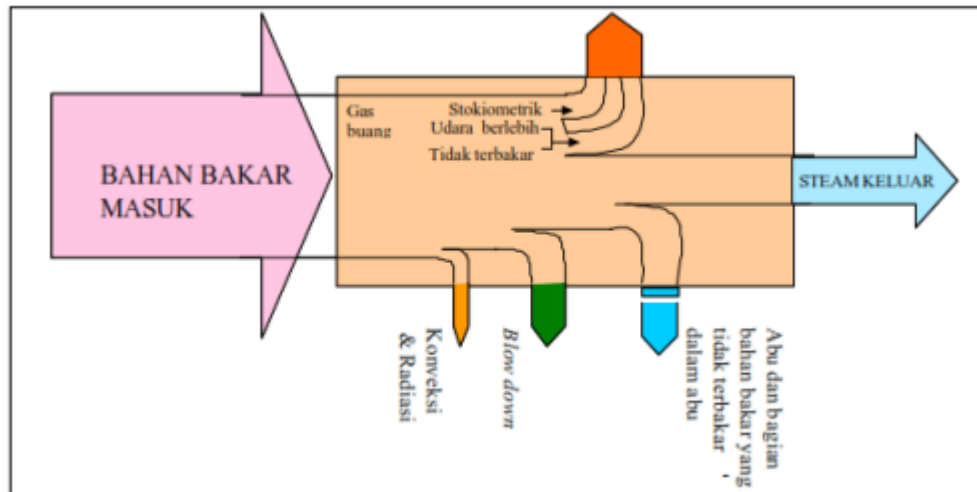 Gas
buang
Stokiometrik
Udara berlebih
Tidak terbakar
BAHAN BAKAR
MASUK
STEAM KELUAR
Konveksi
& Radiasi
Blow down
Abu dan bagian
bahan bakar yang
tidak terbakar
dalam abu